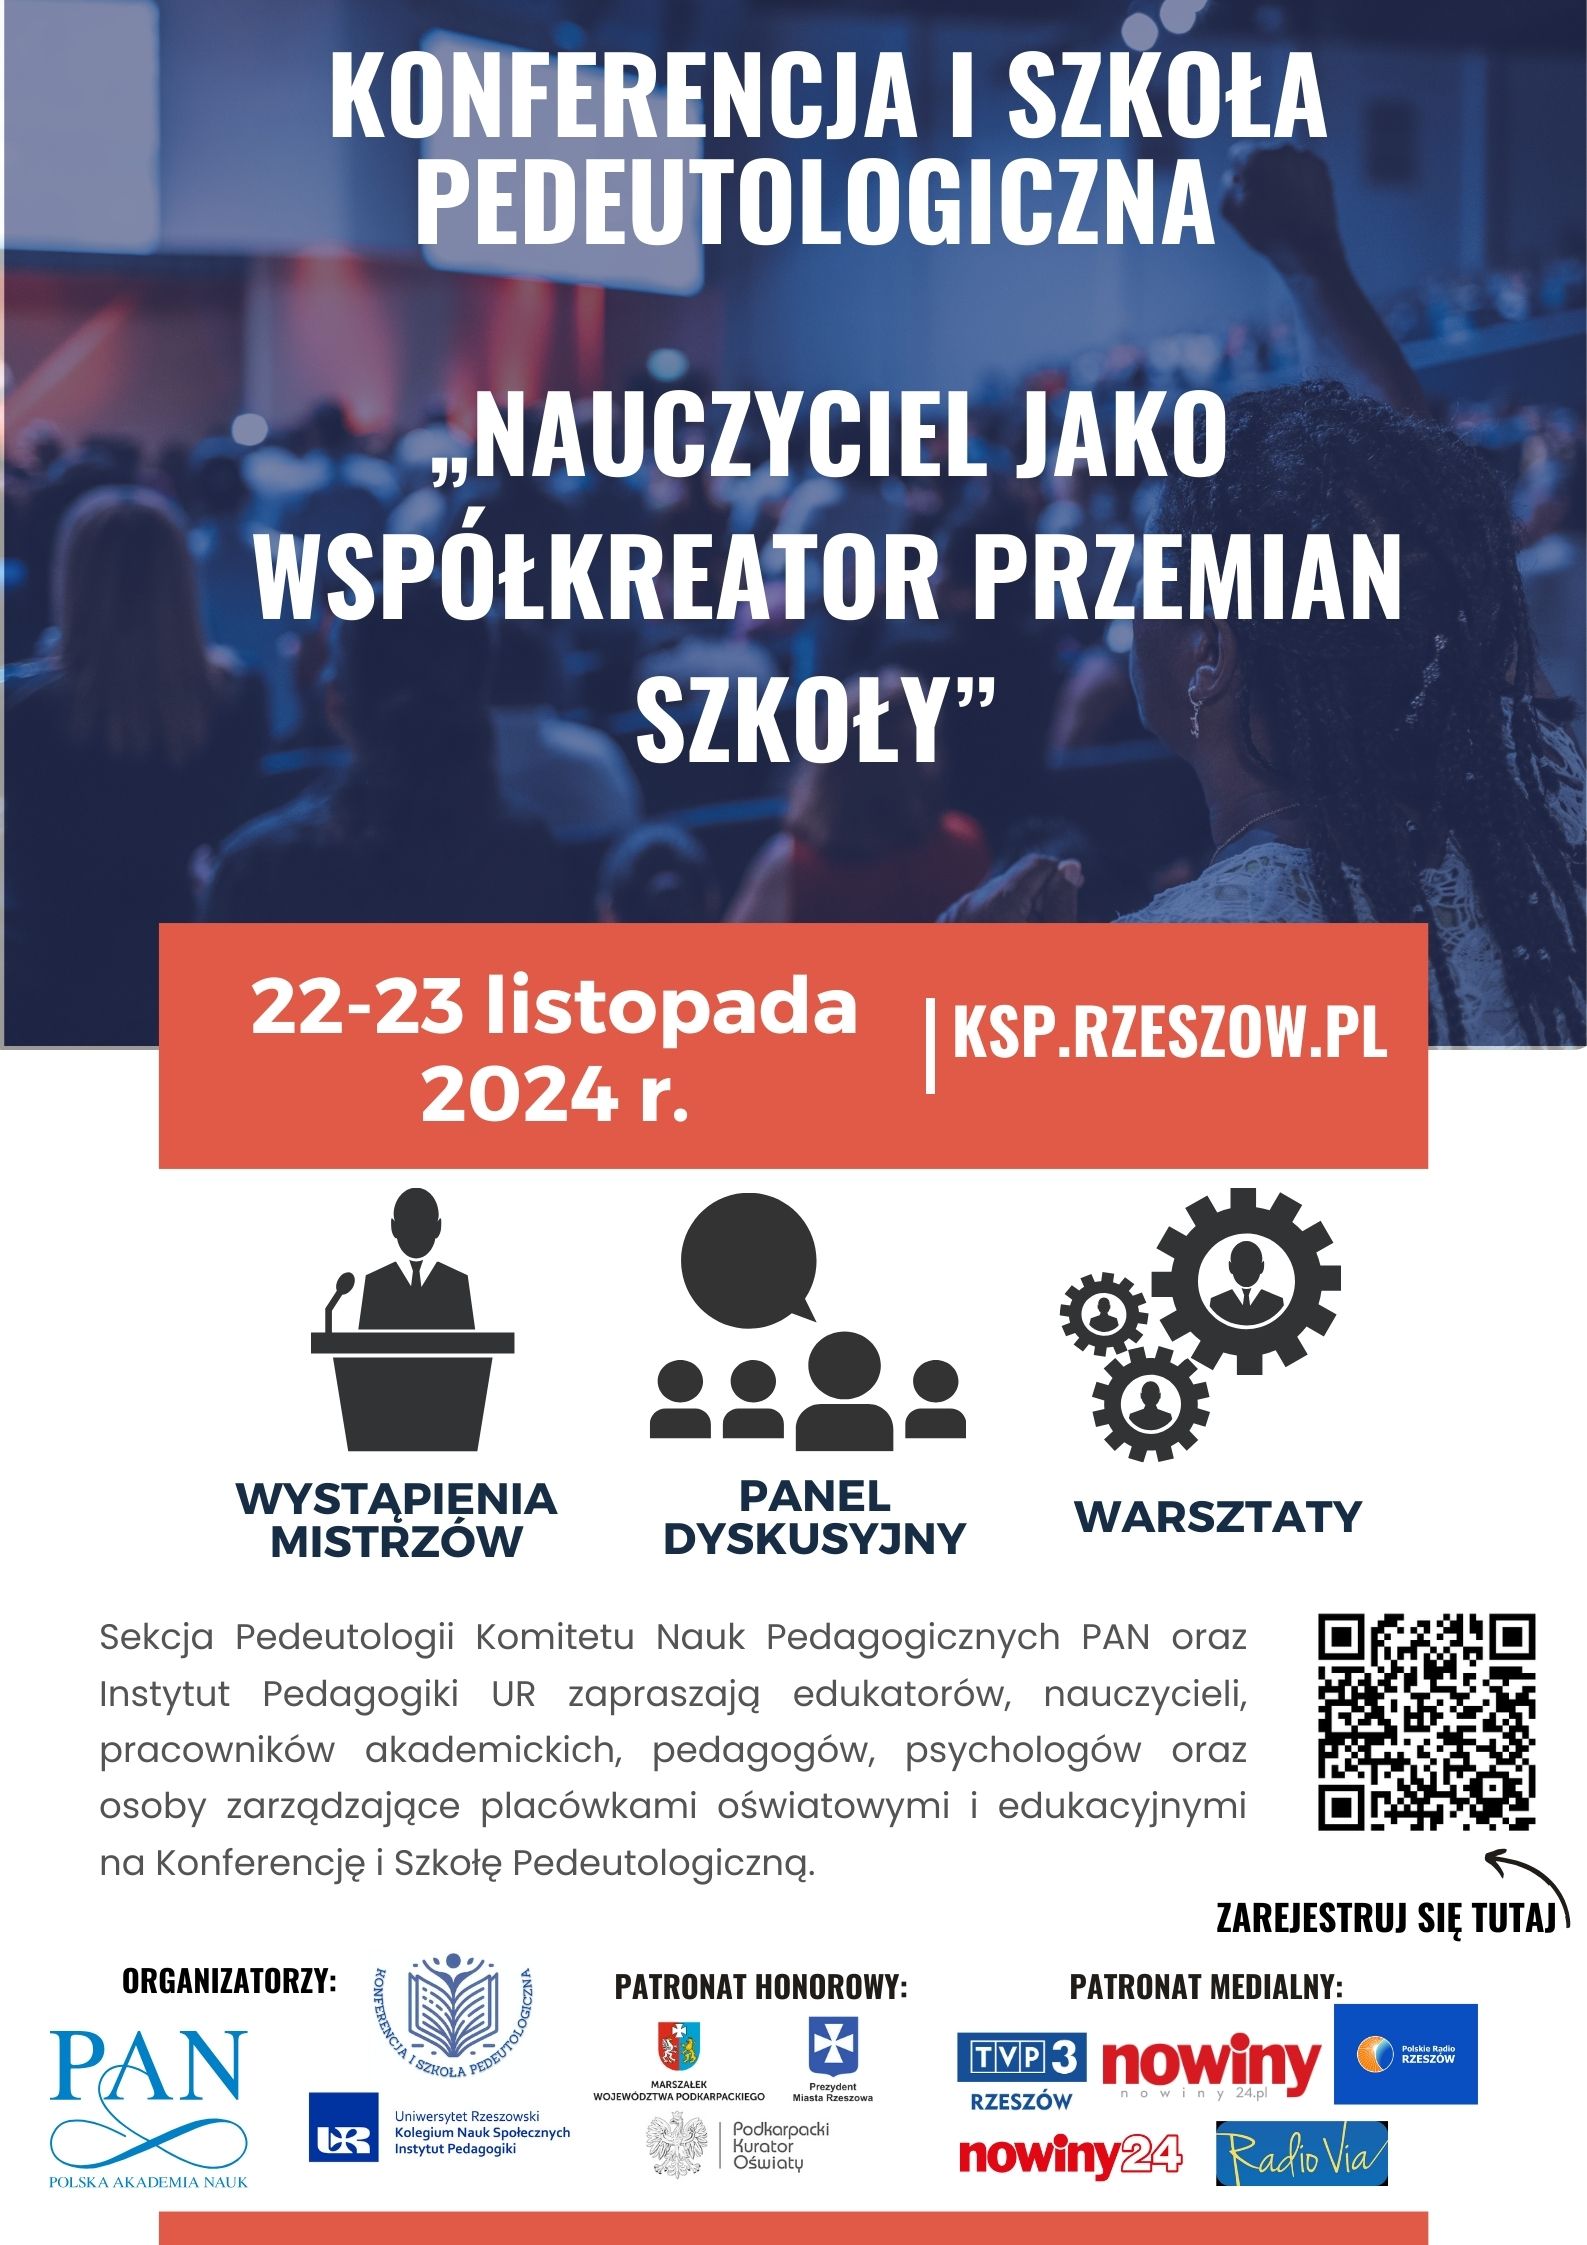 KONFERENCJA I SZKOŁA
PEDEUTOLOGICZNA
„NAUCZYCIEL JAKO
WSPÓŁKREATOR PRZEMIAN
SZKOŁY”
22-23 listopada
2024 r.
KSP.RZESZOW.PL
WYSTĄPIENIA
MISTRZÓW
PANEL
DYSKUSYJNY
WARSZTATY
Sekcja Pedeutologii Komitetu Nauk Pedagogicznych PAN oraz
Instytut Pedagogiki UR zapraszają edukatorów, nauczycieli,
pracowników akademickich, pedagogów, psychologów oraz
osoby zarządzające placówkami oświatowymi i edukacyjnymi
na Konferencję i Szkołę Pedeutologiczną.
ZAREJESTRUJ SIĘ TUTAJ
ORGANIZATORZY:
KONFERENCJA I SZKOŁA PEDEUTOLOGICZNA
PAN
POLSKA AKADEMIA NAUK
UR
Uniwersytet Rzeszowski
Kolegium Nauk Społecznych
Instytut Pedagogiki
PATRONAT HONOROWY:
MARSZAŁEK
WOJEWÓDZTWA PODKARPACKIEGO
Prezydent
Miasta Rzeszowa
Podkarpacki
Kurator
Oświaty
PATRONAT MEDIALNY:
TVP3
RZESZÓW
nowiny
nowiny 24.pl
Polskie Radio
RZESZÓW
nowiny24
Radio Via